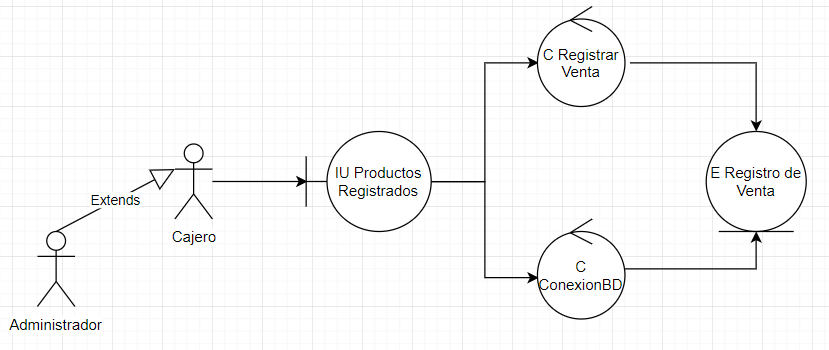 C Registrar
Venta
IU Productos
Registrados
E Registro de
Venta
Extends
Cajero
C
ConexionBD
Administrador